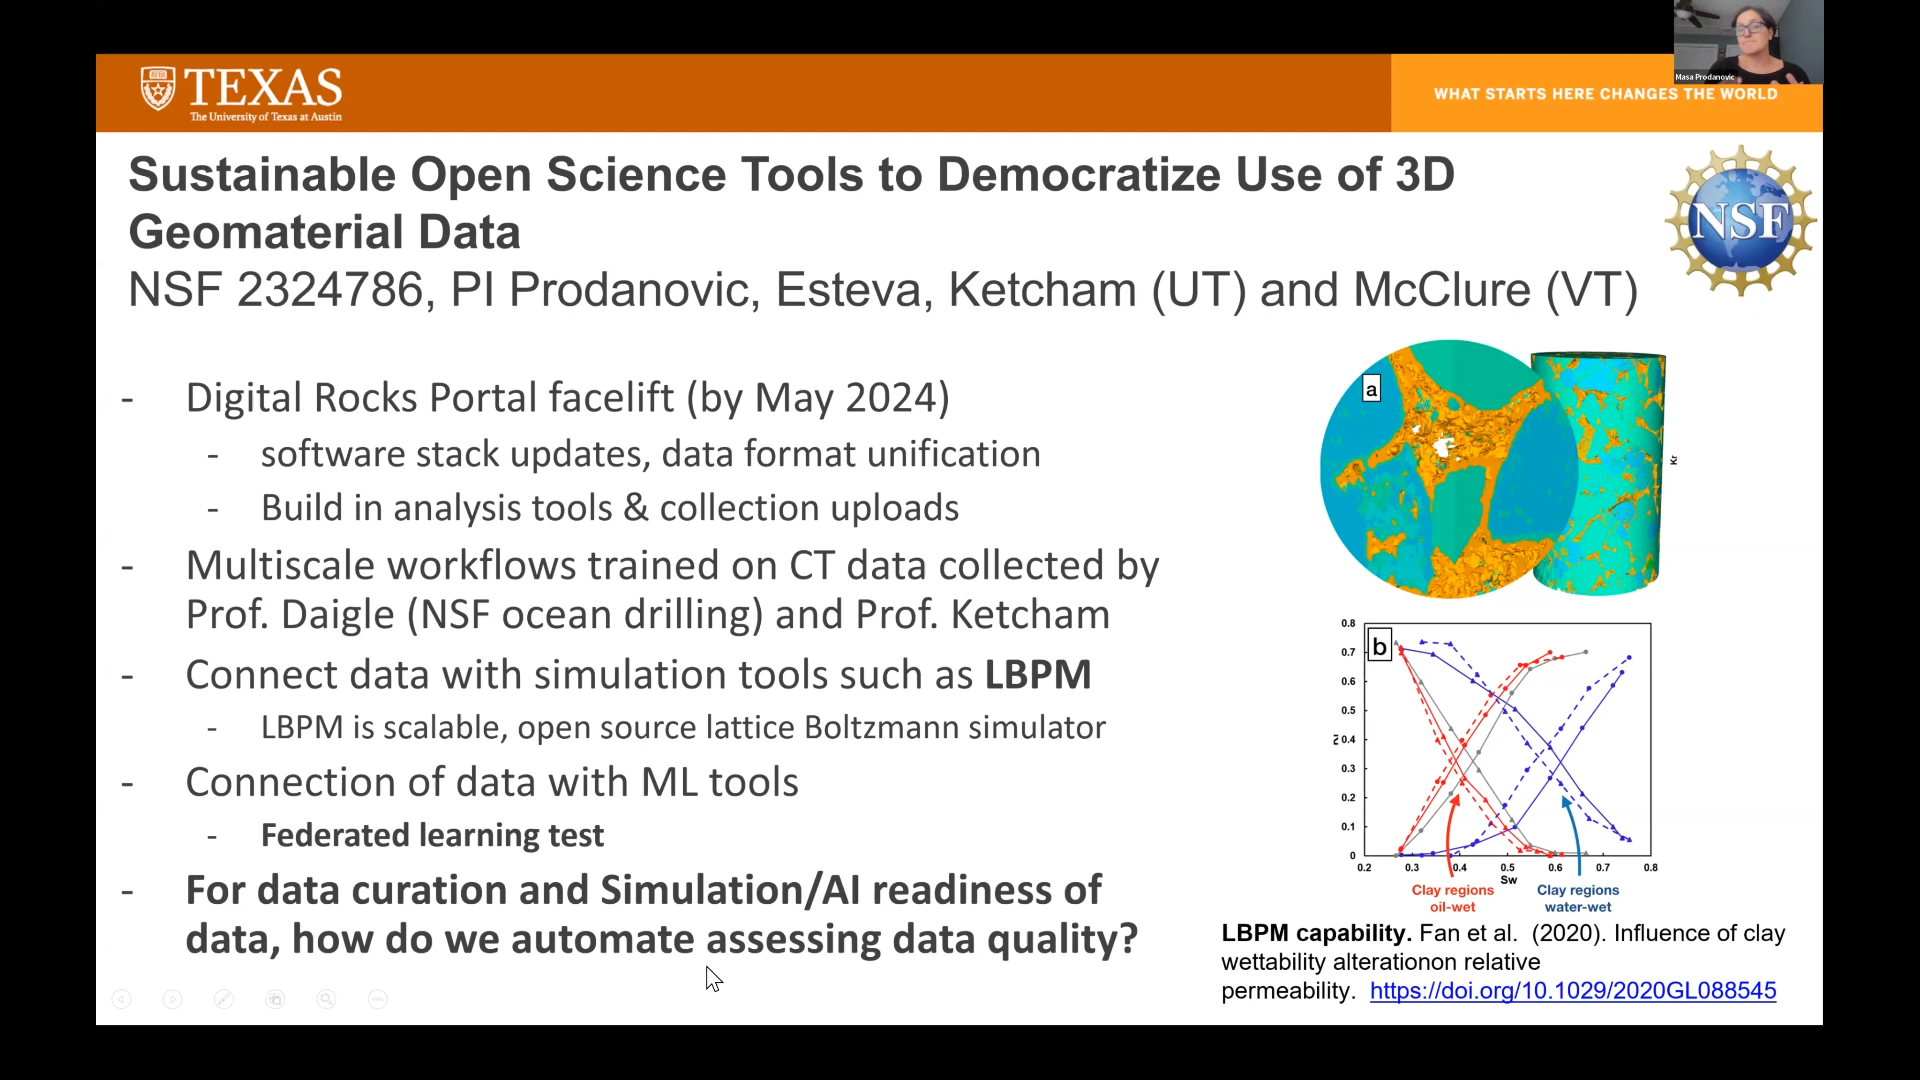 Masa Prodanovic
TEXAS
The University of Texas at Austin
WHAT STARTS HERE CHANGES THE WORLD
Sustainable Open Science Tools to Democratize Use of 3D
Geomaterial Data
NSF 2324786, PI Prodanovic, Esteva, Ketcham (UT) and McClure (VT)
NSF
- Digital Rocks Portal facelift (by May 2024)
- software stack updates, data format unification
- Build in analysis tools & collection uploads
- Multiscale workflows trained on CT data collected by
Prof. Daigle (NSF ocean drilling) and Prof. Ketcham
- Connect data with simulation tools such as LBPM
- LBPM is scalable, open source lattice Boltzmann simulator
- Connection of data with ML tools
- Federated learning test
- For data curation and Simulation/AI readiness of
data, how do we automate assessing data quality?
a
Kr
b
0.8
0.7
0.6
0.5
0.4
0.3
0.2
0.1
0
0.2 0.3 0.4 0.5 0.6 0.7 0.8
Sw
Clay regions
oil-wet
Clay regions
water-wet
LBPM capability. Fan et al. (2020). Influence of clay
wettability alterationon relative
permeability. https://doi.org/10.1029/2020GL088545